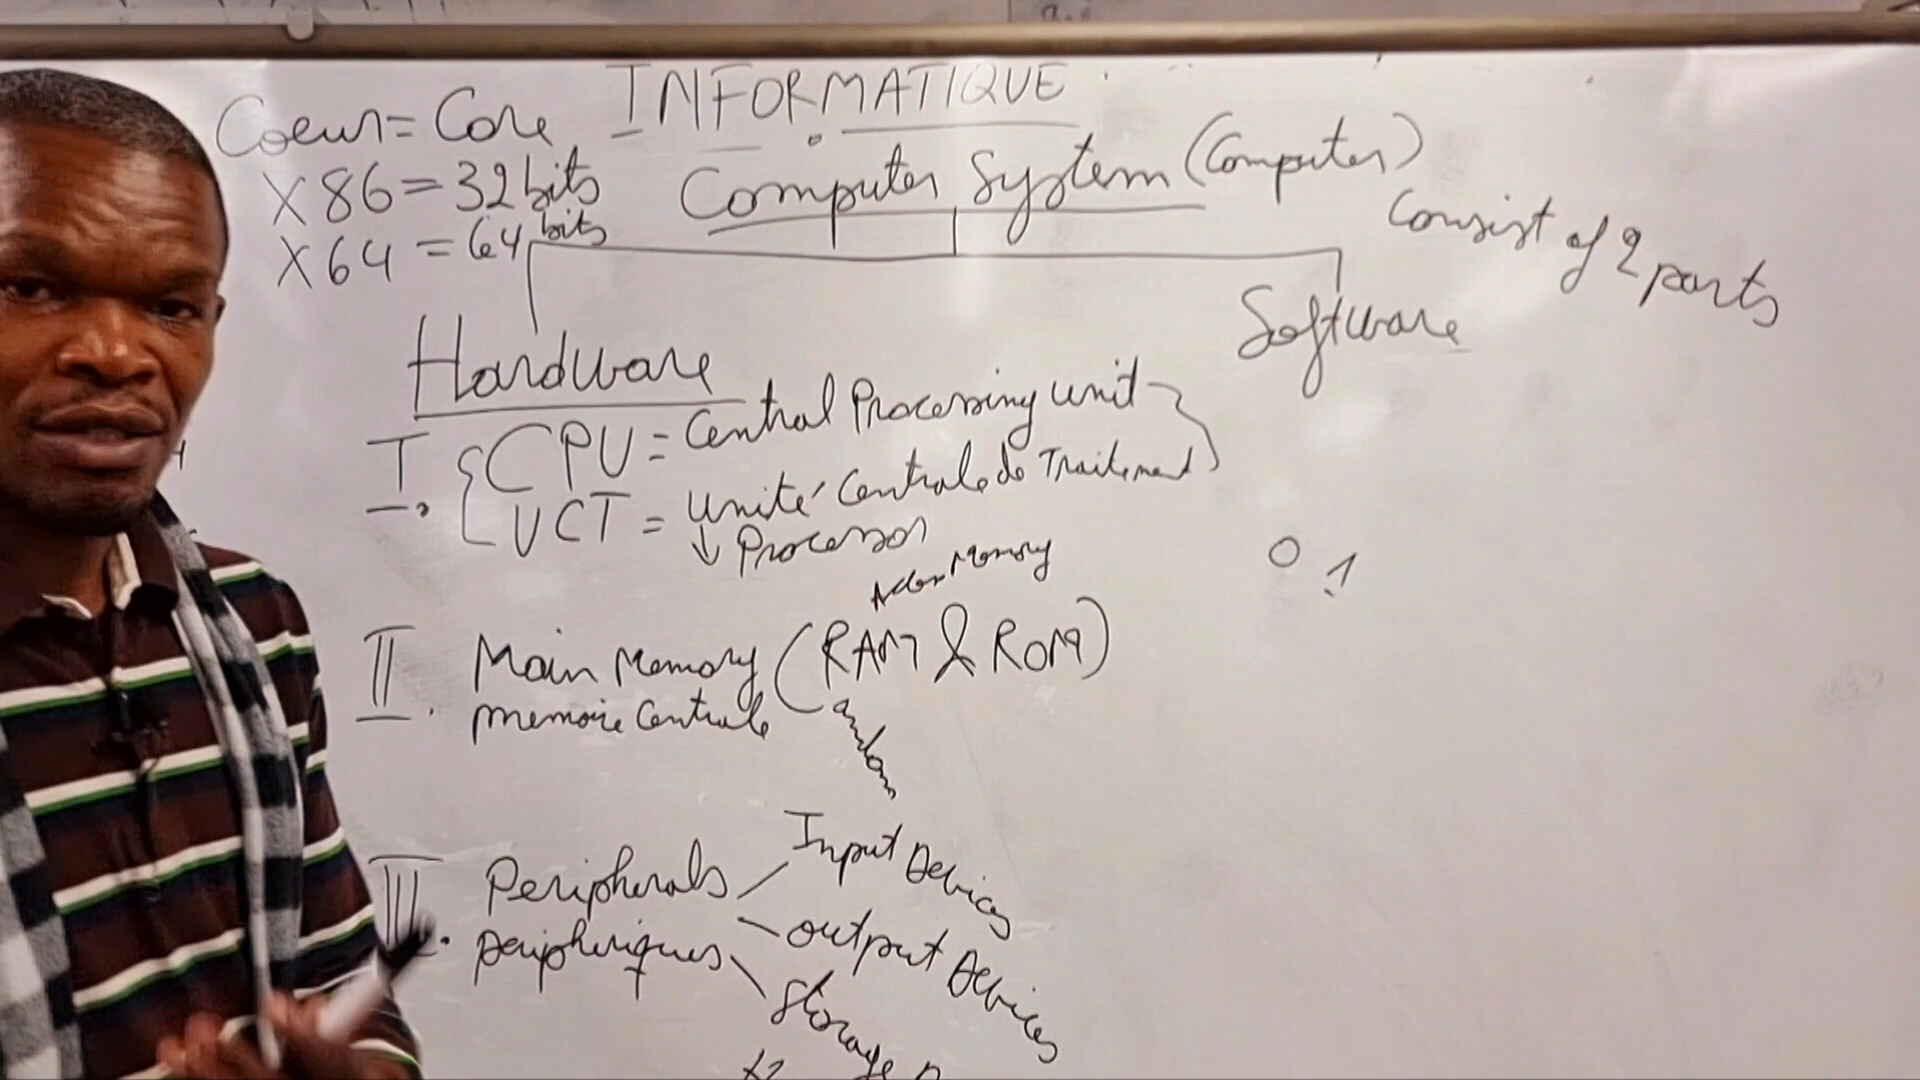 INFORMATIQUE
Coeur = Core
X86 = 32 bits
X64 = 64 bits
Computer System (Computer)
Consist of 2 parts
Hardware
Software
I. CPU = Central Processing unit
UCT = Unité Centrale de Traitement
↓ Processor
0 1
Memory
II. Main Memory (RAM & ROM)
Memoire Centrale
andom
III. Peripherals
peripheriques
Input Devices
output Devices
Storage D